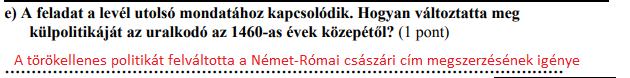 e) A feladat a levél utolsó mondatához kapcsolódik. Hogyan változtatta meg
külpolitikáját az uralkodó az 1460-as évek közepétől? (1 pont)
A törökellenes politikát felváltotta a Német-Római császári cím megszerzésének igénye